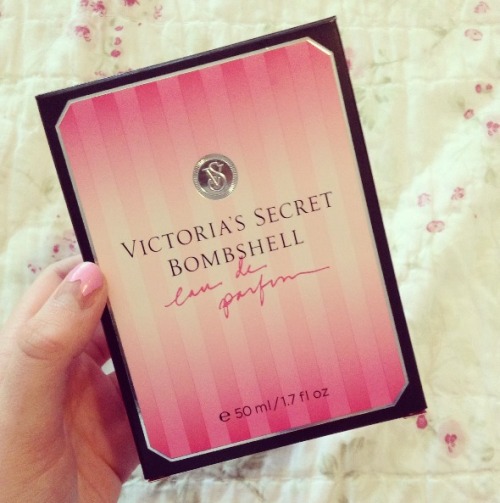 VS
VICTORIA'S SECRET
BOMBSHELL
eau de
parfum
℮ 50 ml/1.7 fl oz